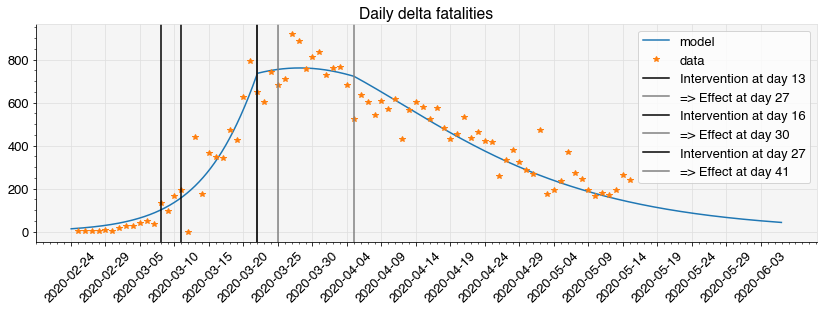 Daily delta fatalities
800
600
400
200
0
model
data
Intervention at day 13
=> Effect at day 27
Intervention at day 16
=> Effect at day 30
Intervention at day 27
=> Effect at day 41
2020-02-24
2020-02-29
2020-03-05
2020-03-10
2020-03-15
2020-03-20
2020-03-25
2020-03-30
2020-04-04
2020-04-09
2020-04-14
2020-04-19
2020-04-24
2020-04-29
2020-05-04
2020-05-09
2020-05-14
2020-05-19
2020-05-24
2020-05-29
2020-06-03